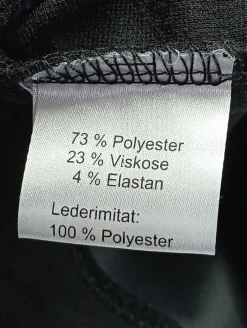 73 % Polyester
23 % Viskose
4 % Elastan
Lederimitat:
100 % Polyester